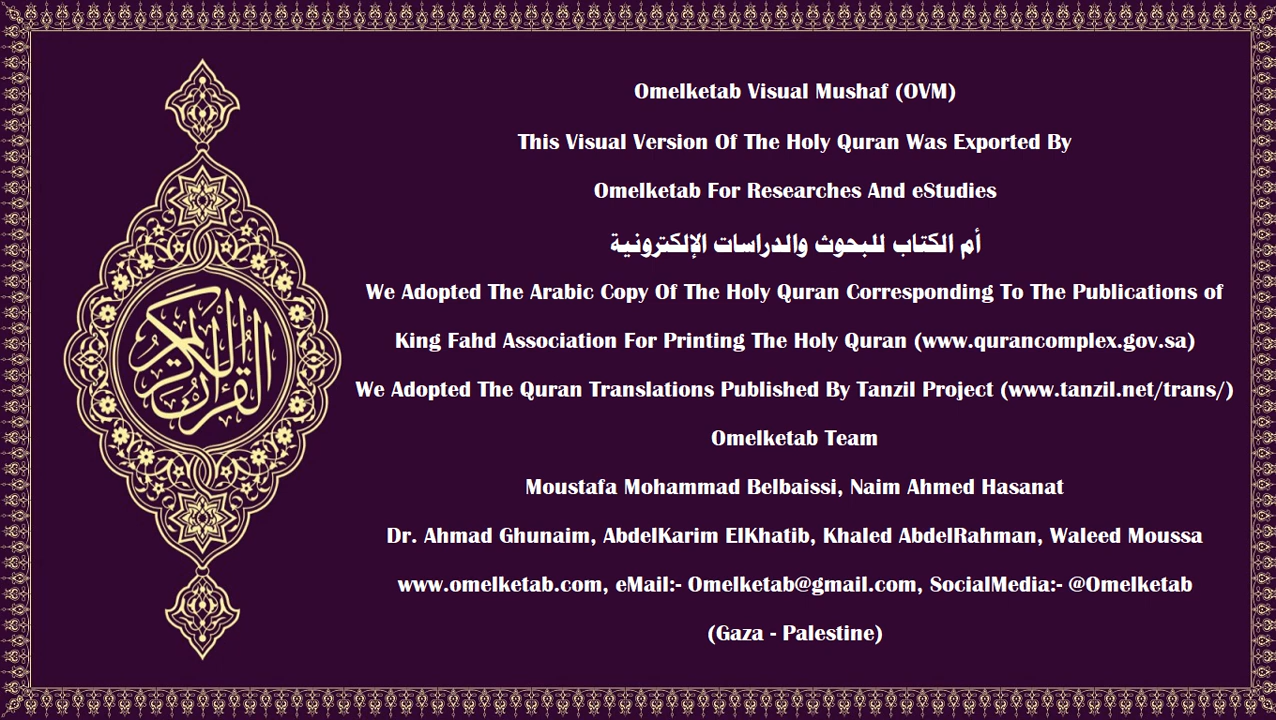 القرآن الكريم
Omelketab Visual Mushaf (OVM)
This Visual Version Of The Holy Quran Was Exported By
Omelketab For Researches And eStudies
أم الكتاب للبحوث والدراسات الإلكترونية
We Adopted The Arabic Copy Of The Holy Quran Corresponding To The Publications of
King Fahd Association For Printing The Holy Quran (www.qurancomplex.gov.sa)
We Adopted The Quran Translations Published By Tanzil Project (www.tanzil.net/trans/)
Omelketab Team
Moustafa Mohammad Belbaissi, Naim Ahmed Hasanat
Dr. Ahmad Ghunaim, AbdelKarim ElKhatib, Khaled AbdelRahman, Waleed Moussa
www.omelketab.com, eMail:- Omelketab@gmail.com, SocialMedia:- @Omelketab
(Gaza - Palestine)